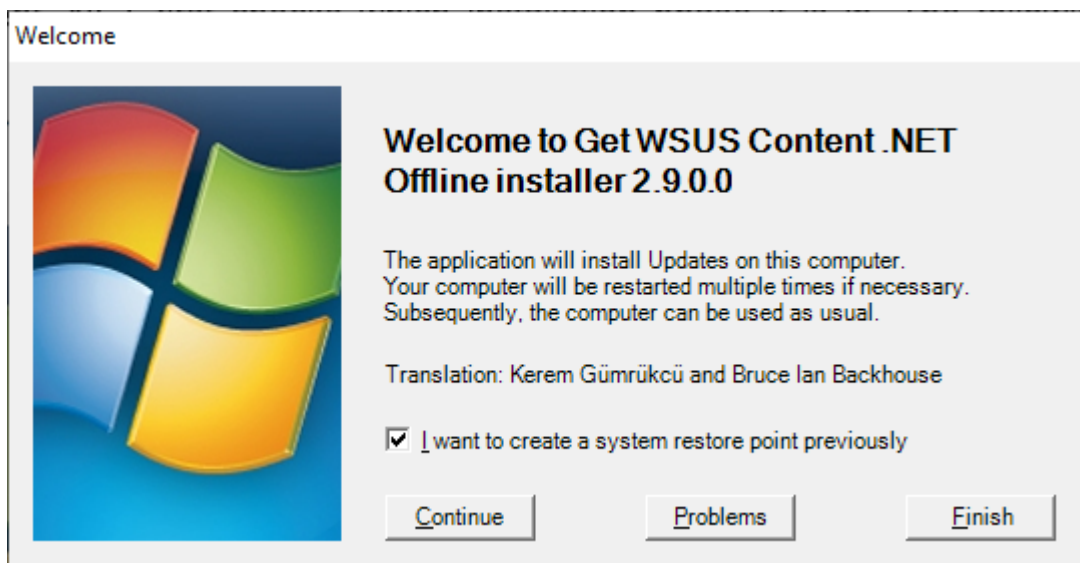 Welcome
Welcome to Get WSUS Content .NET
Offline installer 2.9.0.0
The application will install Updates on this computer.
Your computer will be restarted multiple times if necessary.
Subsequently, the computer can be used as usual.
Translation: Kerem Gümrükcü and Bruce Ian Backhouse
I want to create a system restore point previously
Continue
Problems
Finish